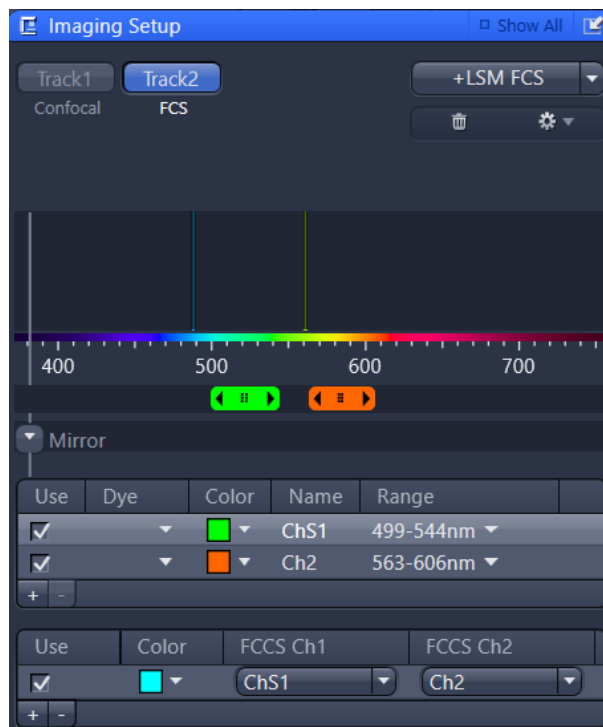 Imaging Setup
Show All
Track1 Track2 +LSM FCS
Confocal FCS
400 500 600 700
Mirror
Use Dye Color Name Range
ChS1 499-544nm
Ch2 563-606nm
+ -
Use Color FCCS Ch1 FCCS Ch2
ChS1 Ch2
+ -